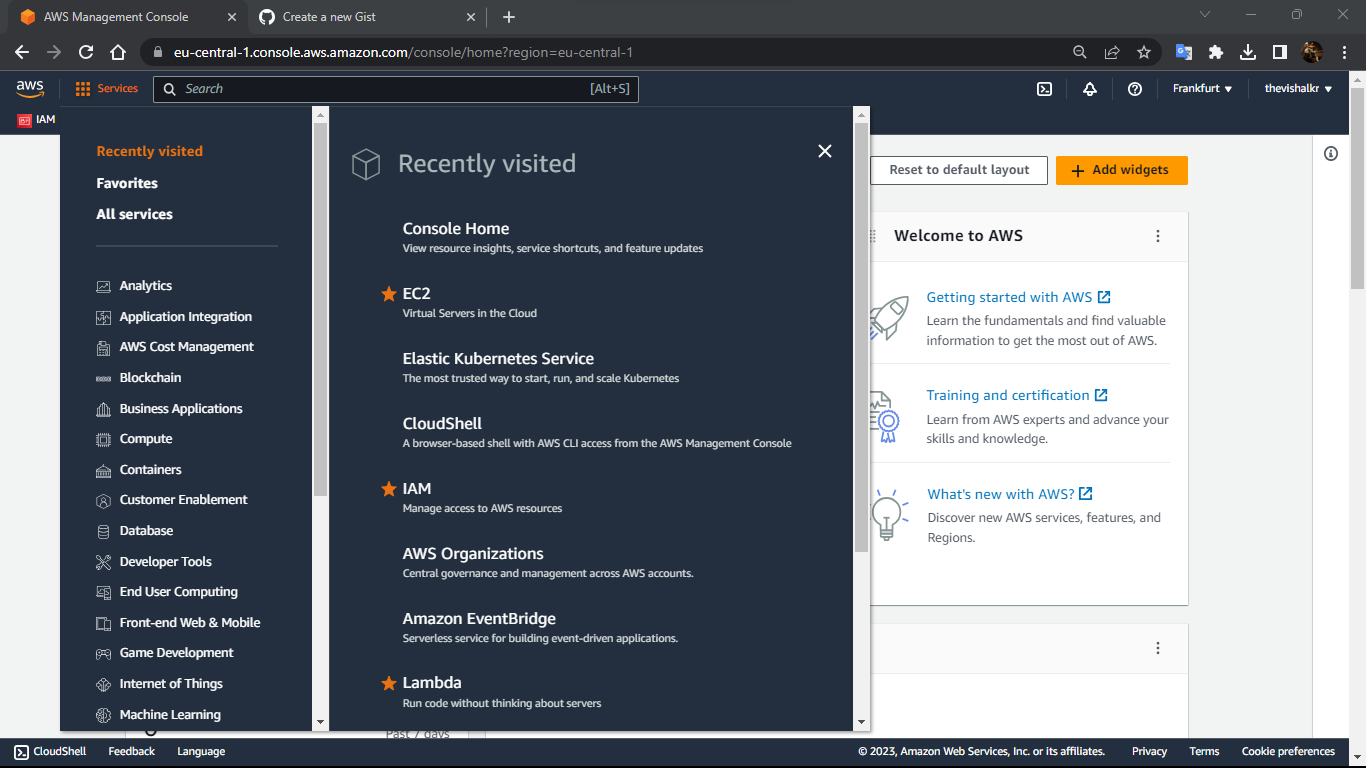 AWS Management Console
Create a new Gist
eu-central-1.console.aws.amazon.com/console/home?region=eu-central-1
aws
Services
Search
[Alt+S]
Frankfurt
thevishalkr
IAM
Recently visited
Favorites
All services
Analytics
Application Integration
AWS Cost Management
Blockchain
Business Applications
Compute
Containers
Customer Enablement
Database
Developer Tools
End User Computing
Front-end Web & Mobile
Game Development
Internet of Things
Machine Learning
Recently visited
Console Home
View resource insights, service shortcuts, and feature updates
EC2
Virtual Servers in the Cloud
Elastic Kubernetes Service
The most trusted way to start, run, and scale Kubernetes
CloudShell
A browser-based shell with AWS CLI access from the AWS Management Console
IAM
Manage access to AWS resources
AWS Organizations
Central governance and management across AWS accounts.
Amazon EventBridge
Serverless service for building event-driven applications.
Lambda
Run code without thinking about servers
Reset to default layout
Add widgets
Welcome to AWS
Getting started with AWS
Learn the fundamentals and find valuable
information to get the most out of AWS.
Training and certification
Learn from AWS experts and advance your
skills and knowledge.
What's new with AWS?
Discover new AWS services, features, and
Regions.
Past 7 days
CloudShell
Feedback
Language
© 2023, Amazon Web Services, Inc. or its affiliates.
Privacy
Terms
Cookie preferences